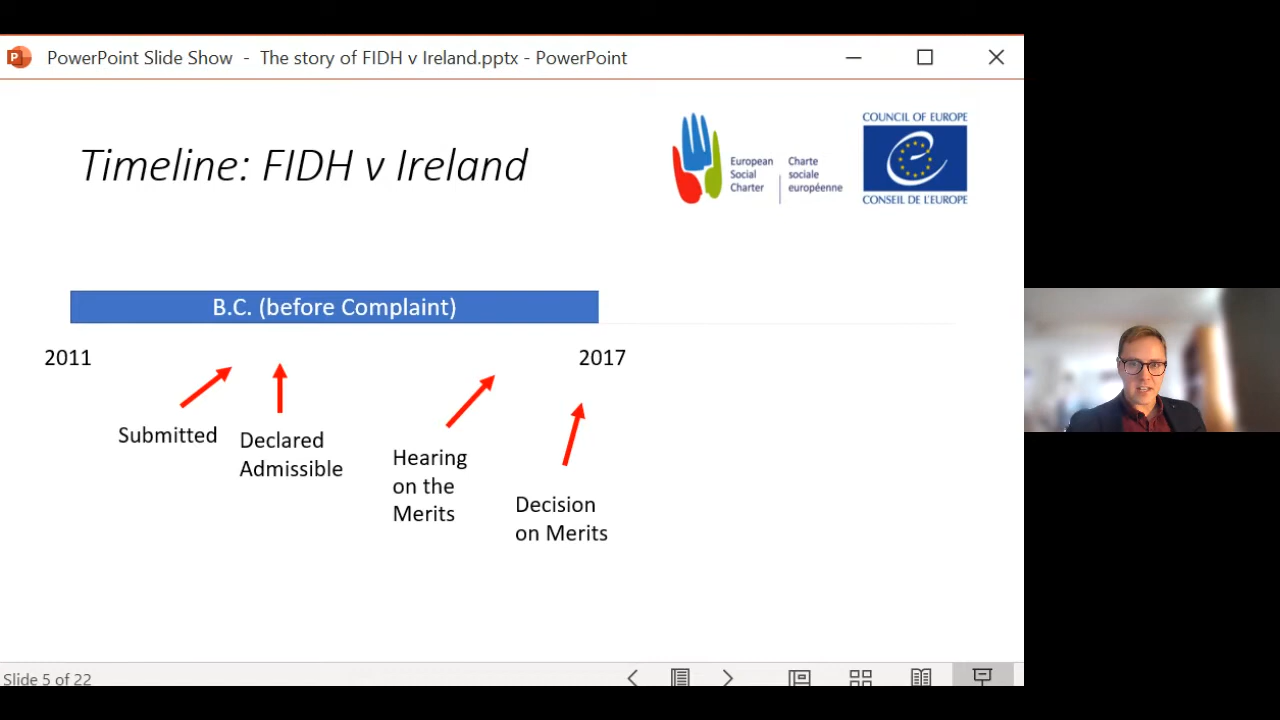 PowerPoint Slide Show - The story of FIDH v Ireland.pptx - PowerPoint
Timeline: FIDH v Ireland
European
Social
Charter
Charte
sociale
européenne
COUNCIL OF EUROPE
CONSEIL DE L'EUROPE
B.C. (before Complaint)
2011
2017
Submitted
Declared
Admissible
Hearing
on the
Merits
Decision
on Merits
Slide 5 of 22